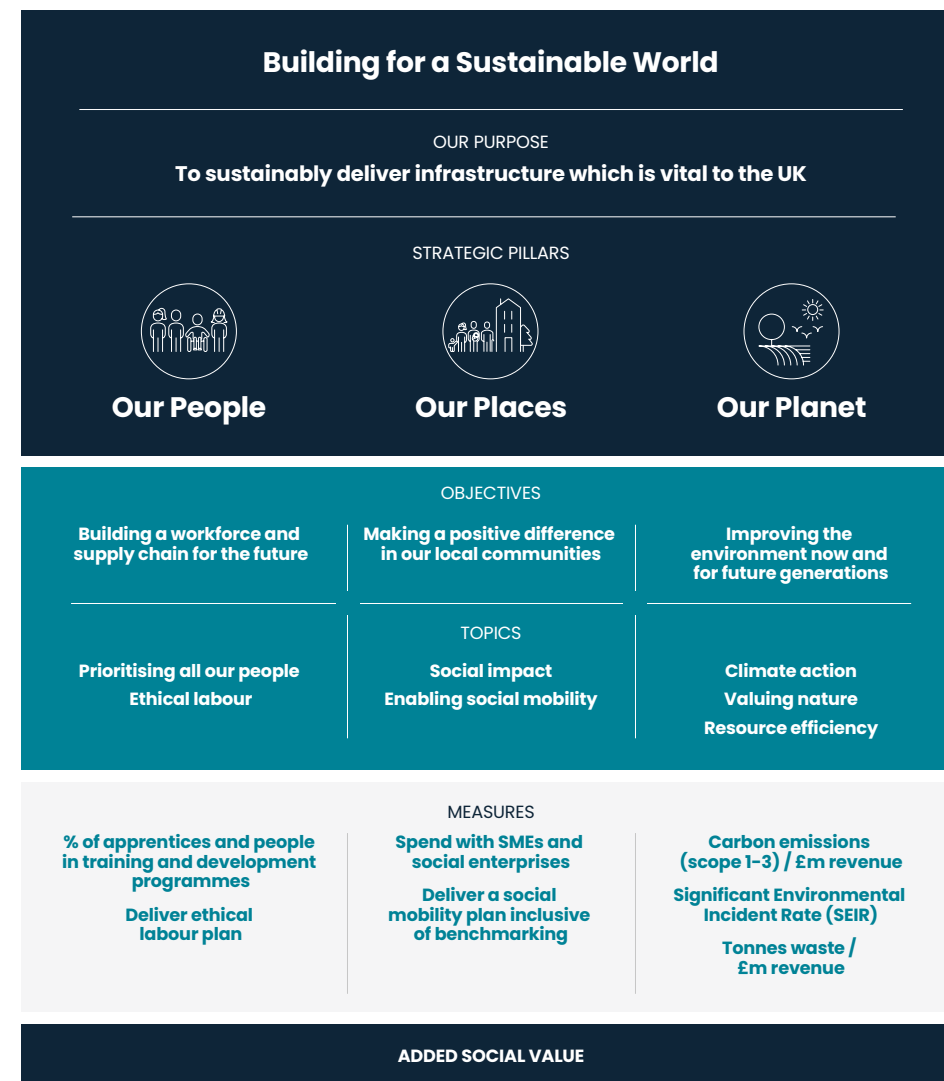 Building for a Sustainable World
OUR PURPOSE
To sustainably deliver infrastructure which is vital to the UK
STRATEGIC PILLARS
Our People
Our Places
Our Planet
OBJECTIVES
Building a workforce and
supply chain for the future
Making a positive difference
in our local communities
Improving the
environment now and
for future generations
TOPICS
Prioritising all our people
Ethical labour
Social impact
Enabling social mobility
Climate action
Valuing nature
Resource efficiency
MEASURES
% of apprentices and people
in training and development
programmes
Deliver ethical
labour plan
Spend with SMEs and
social enterprises
Deliver a social
mobility plan inclusive
of benchmarking
Carbon emissions
(scope 1-3) / £m revenue
Significant Environmental
Incident Rate (SEIR)
Tonnes waste /
£m revenue
ADDED SOCIAL VALUE